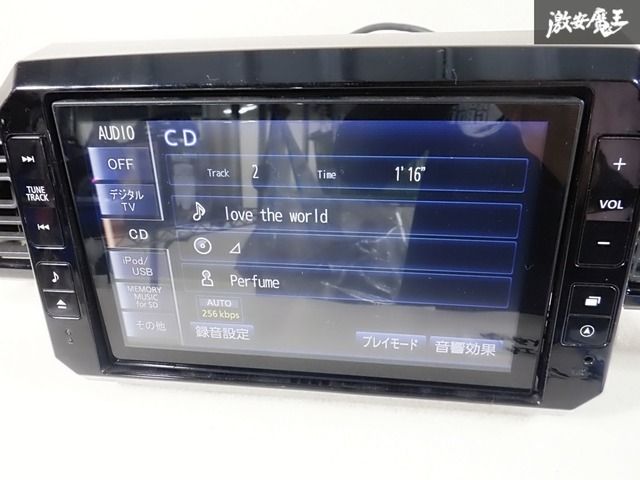 激安魔王
AUDIO
CD
OFF
Track 2 Time 1'16"
デジタル
TV
love the world
CD
⊿
iPod/
USB
Perfume
MEMORY
MUSIC
for SD
AUTO
256 kbps
その他
録音設定
プレイモード
音響効果
TUNE
TRACK
+
VOL
−